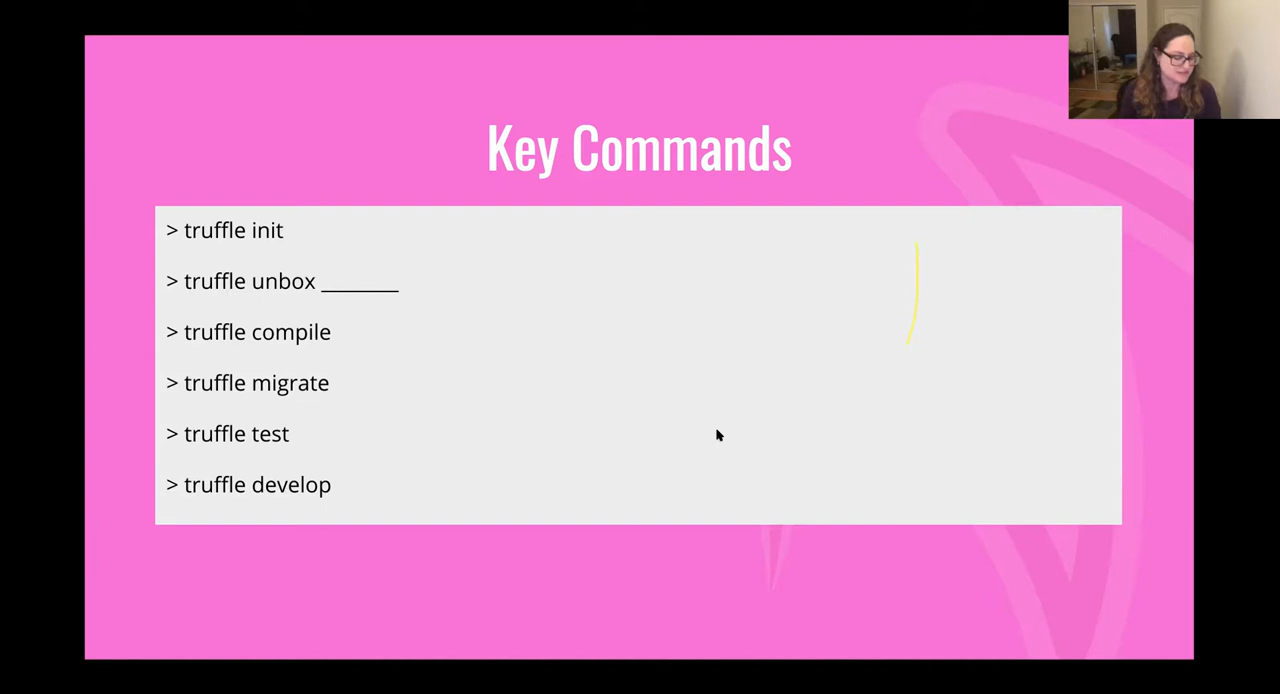 Key Commands
> truffle init
> truffle unbox ________
> truffle compile
> truffle migrate
> truffle test
> truffle develop